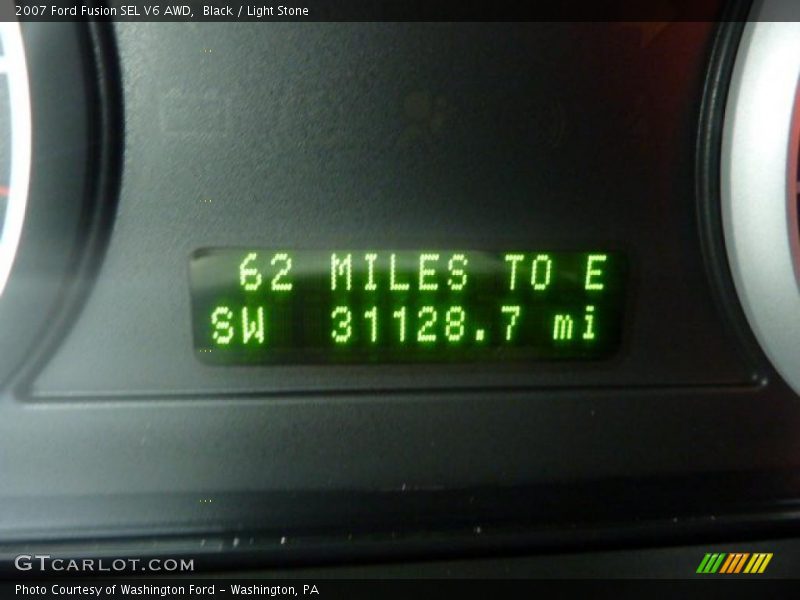 2007 Ford Fusion SEL V6 AWD, Black / Light Stone
62 MILES TO E
SW 31128.7 mi
GTCARLOT.COM
Photo Courtesy of Washington Ford - Washington, PA